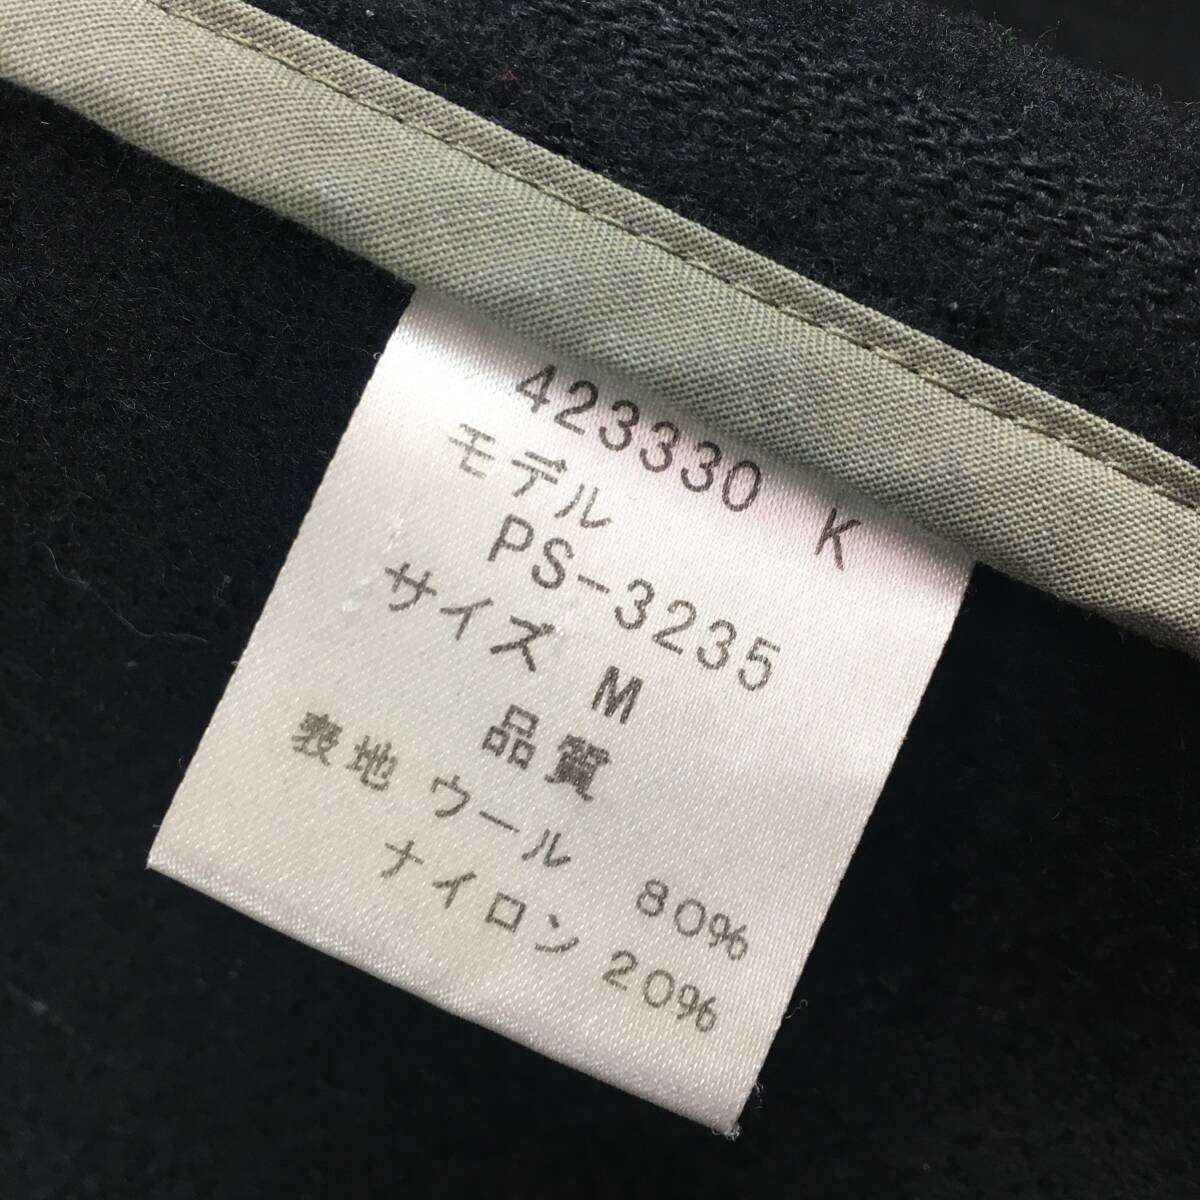 423330 K
モデル
PS-3235
サイズ M
品質
表地 ウール 80%
ナイロン 20%